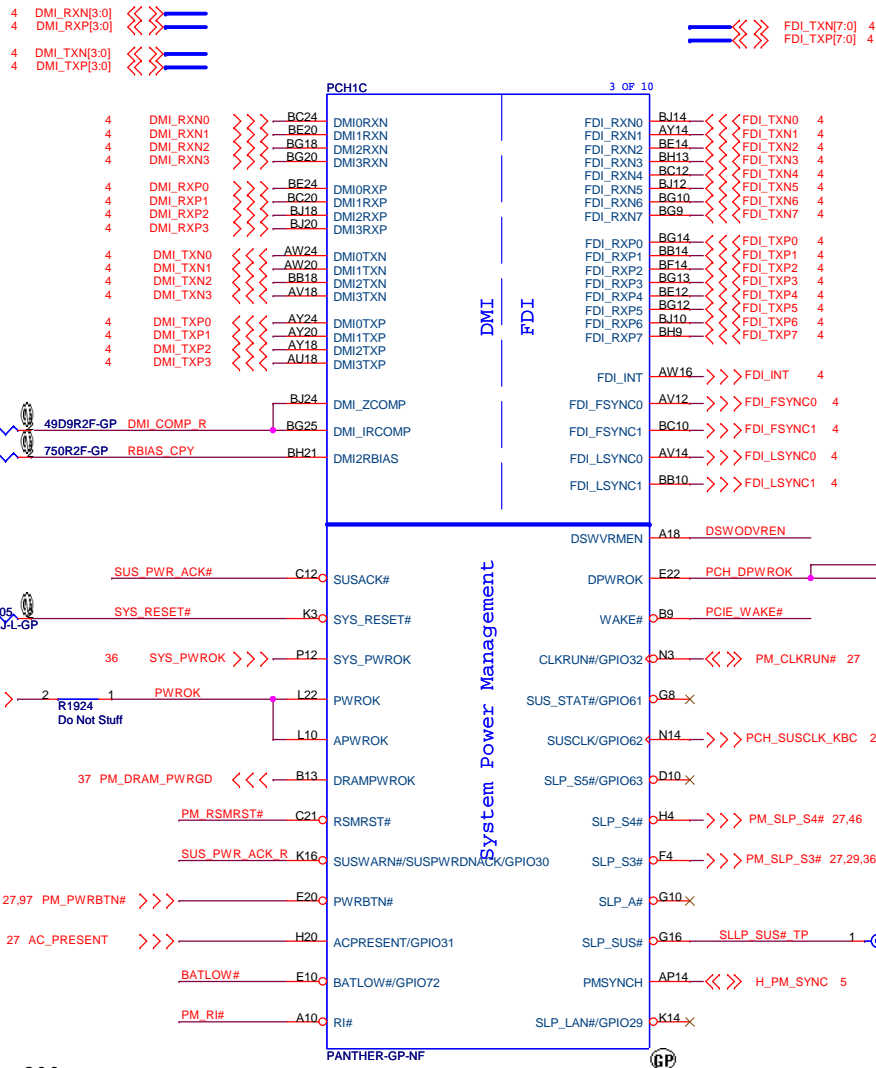 4 DMI_RXN[3:0]
4 DMI_RXP[3:0]
4 DMI_TXN[3:0]
4 DMI_TXP[3:0]
FDI_TXN[7:0] 4
FDI_TXP[7:0] 4
PCH1C 3 OF 10
4 DMI_RXN0 BC24 DMI0RXN FDI_RXN0 BJ14 FDI_TXN0 4
4 DMI_RXN1 BE20 DMI1RXN FDI_RXN1 AY14 FDI_TXN1 4
4 DMI_RXN2 BG18 DMI2RXN FDI_RXN2 BE14 FDI_TXN2 4
4 DMI_RXN3 BG20 DMI3RXN FDI_RXN3 BH13 FDI_TXN3 4
FDI_RXN4 BC12 FDI_TXN4 4
4 DMI_RXP0 BE24 DMI0RXP FDI_RXN5 BJ12 FDI_TXN5 4
4 DMI_RXP1 BC20 DMI1RXP FDI_RXN6 BG10 FDI_TXN6 4
4 DMI_RXP2 BJ18 DMI2RXP FDI_RXN7 BG9 FDI_TXN7 4
4 DMI_RXP3 BJ20 DMI3RXP
FDI_RXP0 BG14 FDI_TXP0 4
4 DMI_TXN0 AW24 DMI0TXN FDI_RXP1 BB14 FDI_TXP1 4
4 DMI_TXN1 AW20 DMI1TXN FDI_RXP2 BF14 FDI_TXP2 4
4 DMI_TXN2 BB18 DMI2TXN FDI_RXP3 BG13 FDI_TXP3 4
4 DMI_TXN3 AV18 DMI3TXN FDI_RXP4 BE12 FDI_TXP4 4
FDI_RXP5 BG12 FDI_TXP5 4
4 DMI_TXP0 AY24 DMI0TXP FDI_RXP6 BJ10 FDI_TXP6 4
4 DMI_TXP1 AY20 DMI1TXP FDI_RXP7 BH9 FDI_TXP7 4
4 DMI_TXP2 AY18 DMI2TXP
4 DMI_TXP3 AU18 DMI3TXP
DMI
FDI
FDI_INT AW16 FDI_INT 4
BJ24 DMI_ZCOMP FDI_FSYNC0 AV12 FDI_FSYNC0 4
49D9R2F-GP DMI_COMP_R BG25 DMI_IRCOMP FDI_FSYNC1 BC10 FDI_FSYNC1 4
750R2F-GP RBIAS_CPY BH21 DMI2RBIAS FDI_LSYNC0 AV14 FDI_LSYNC0 4
FDI_LSYNC1 BB10 FDI_LSYNC1 4
System Power Management
DSWVRMEN A18 DSWODVREN
SUS_PWR_ACK# C12 SUSACK# DPWROK E22 PCH_DPWROK
05
J-L-GP
SYS_RESET# K3 SYS_RESET# WAKE# B9 PCIE_WAKE#
36 SYS_PWROK P12 SYS_PWROK CLKRUN#/GPIO32 N3 PM_CLKRUN# 27
2 R1924 1 PWROK L22 PWROK SUS_STAT#/GPIO61 G8
Do Not Stuff
L10 APWROK SUSCLK/GPIO62 N14 PCH_SUSCLK_KBC 2
37 PM_DRAM_PWRGD B13 DRAMPWROK SLP_S5#/GPIO63 D10
PM_RSMRST# C21 RSMRST# SLP_S4# H4 PM_SLP_S4# 27,46
SUS_PWR_ACK_R K16 SUSWARN#/SUSPWRDNACK/GPIO30 SLP_S3# F4 PM_SLP_S3# 27,29,36
27,97 PM_PWRBTN# E20 PWRBTN# SLP_A# G10
27 AC_PRESENT H20 ACPRESENT/GPIO31 SLP_SUS# G16 SLLP_SUS#_TP 1
BATLOW# E10 BATLOW#/GPIO72 PMSYNCH AP14 H_PM_SYNC 5
PM_RI# A10 RI# SLP_LAN#/GPIO29 K14
PANTHER-GP-NF GP